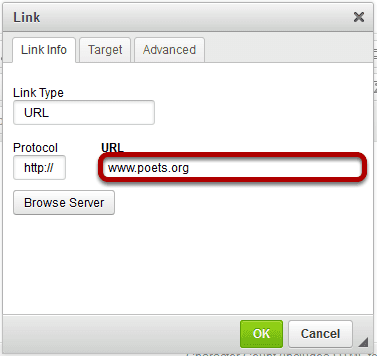 Link
Link Info Target Advanced
Link Type
URL
Protocol URL
http:// www.poets.org
Browse Server
OK Cancel